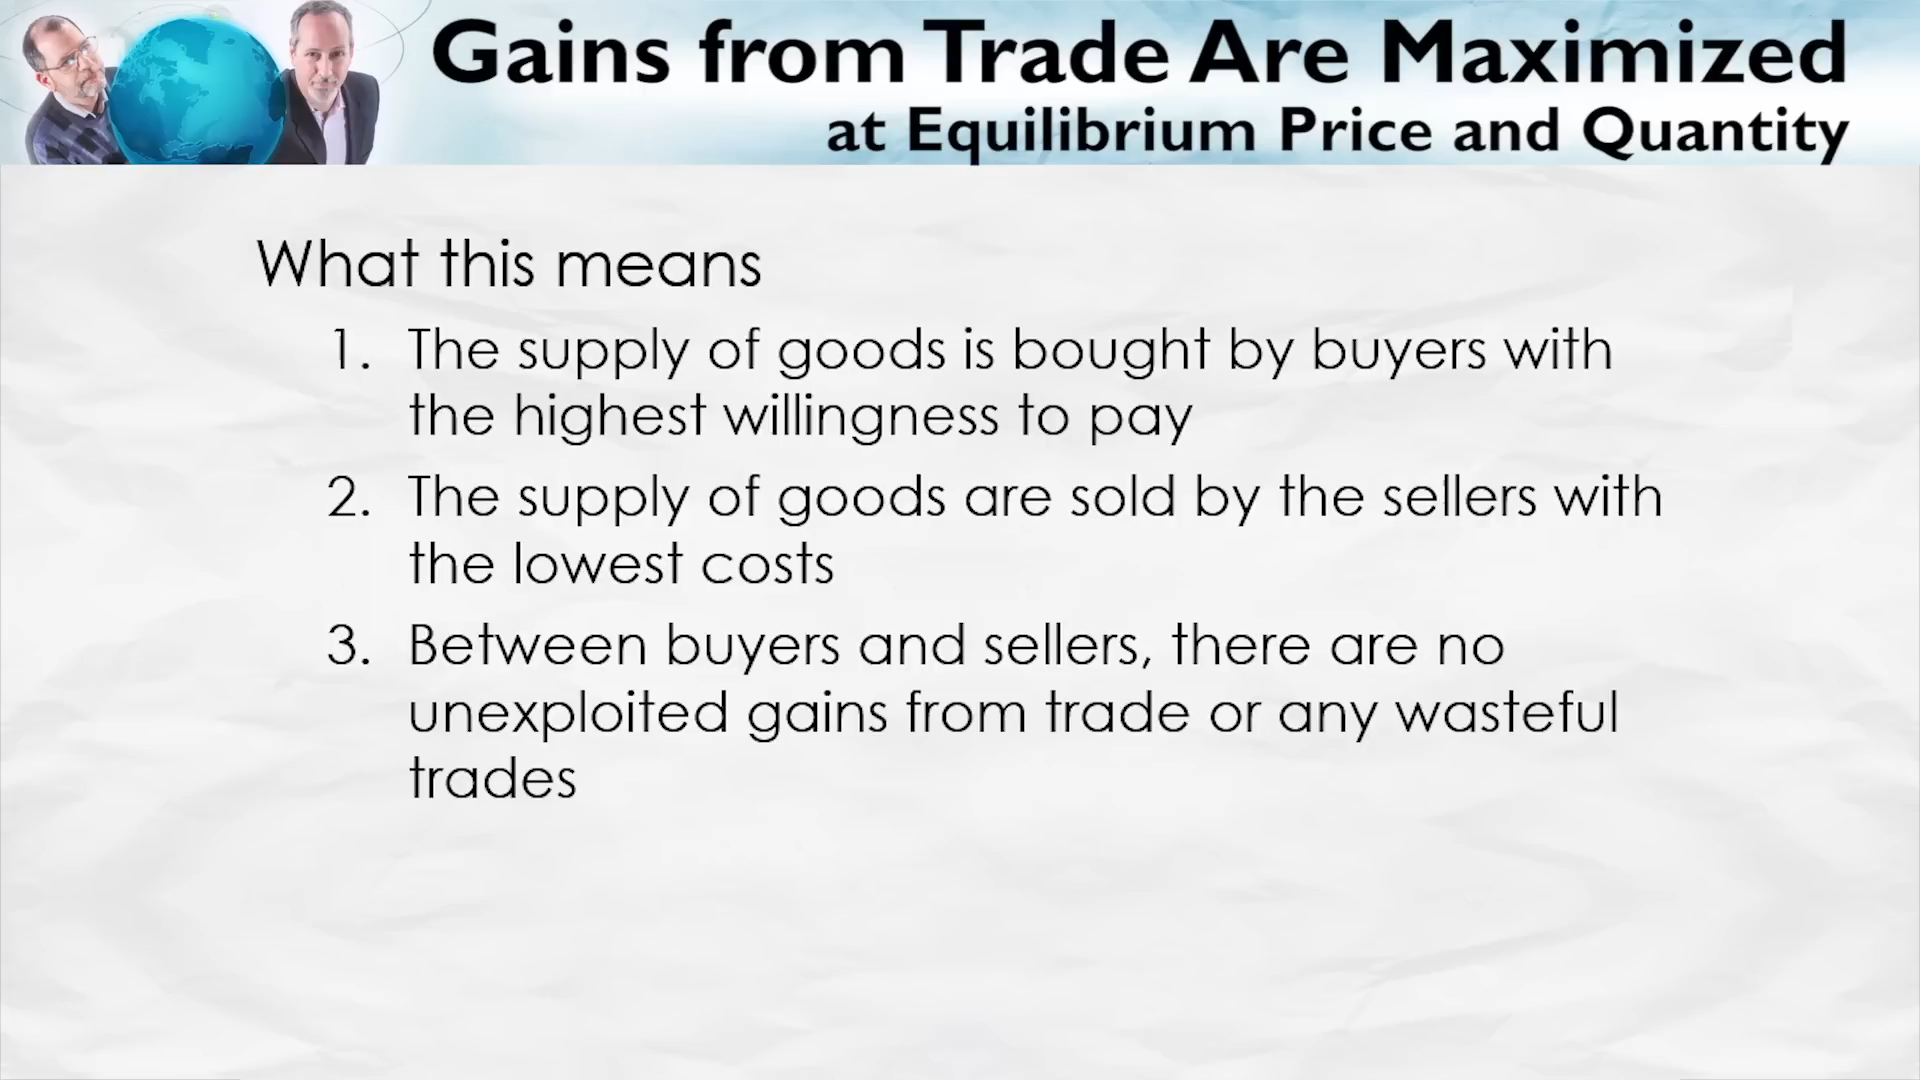 Gains from Trade Are Maximized
at Equilibrium Price and Quantity
What this means
1. The supply of goods is bought by buyers with
the highest willingness to pay
2. The supply of goods are sold by the sellers with
the lowest costs
3. Between buyers and sellers, there are no
unexploited gains from trade or any wasteful
trades